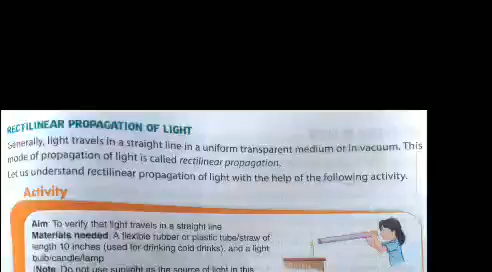 RECTILINEAR PROPAGATION OF LIGHT
Generally, light travels in a straight line in a uniform transparent medium or in vacuum. This
mode of propagation of light is called rectilinear propagation.
Let us understand rectilinear propagation of light with the help of the following activity.
Activity
Aim To verify that light travels in a straight line
Materials needed A flexible rubber or plastic tube/straw of
length 10 inches (used for drinking cold drinks), and a light
bulb/candle/lamp
(Note Do not use sunlight as the source of light in this